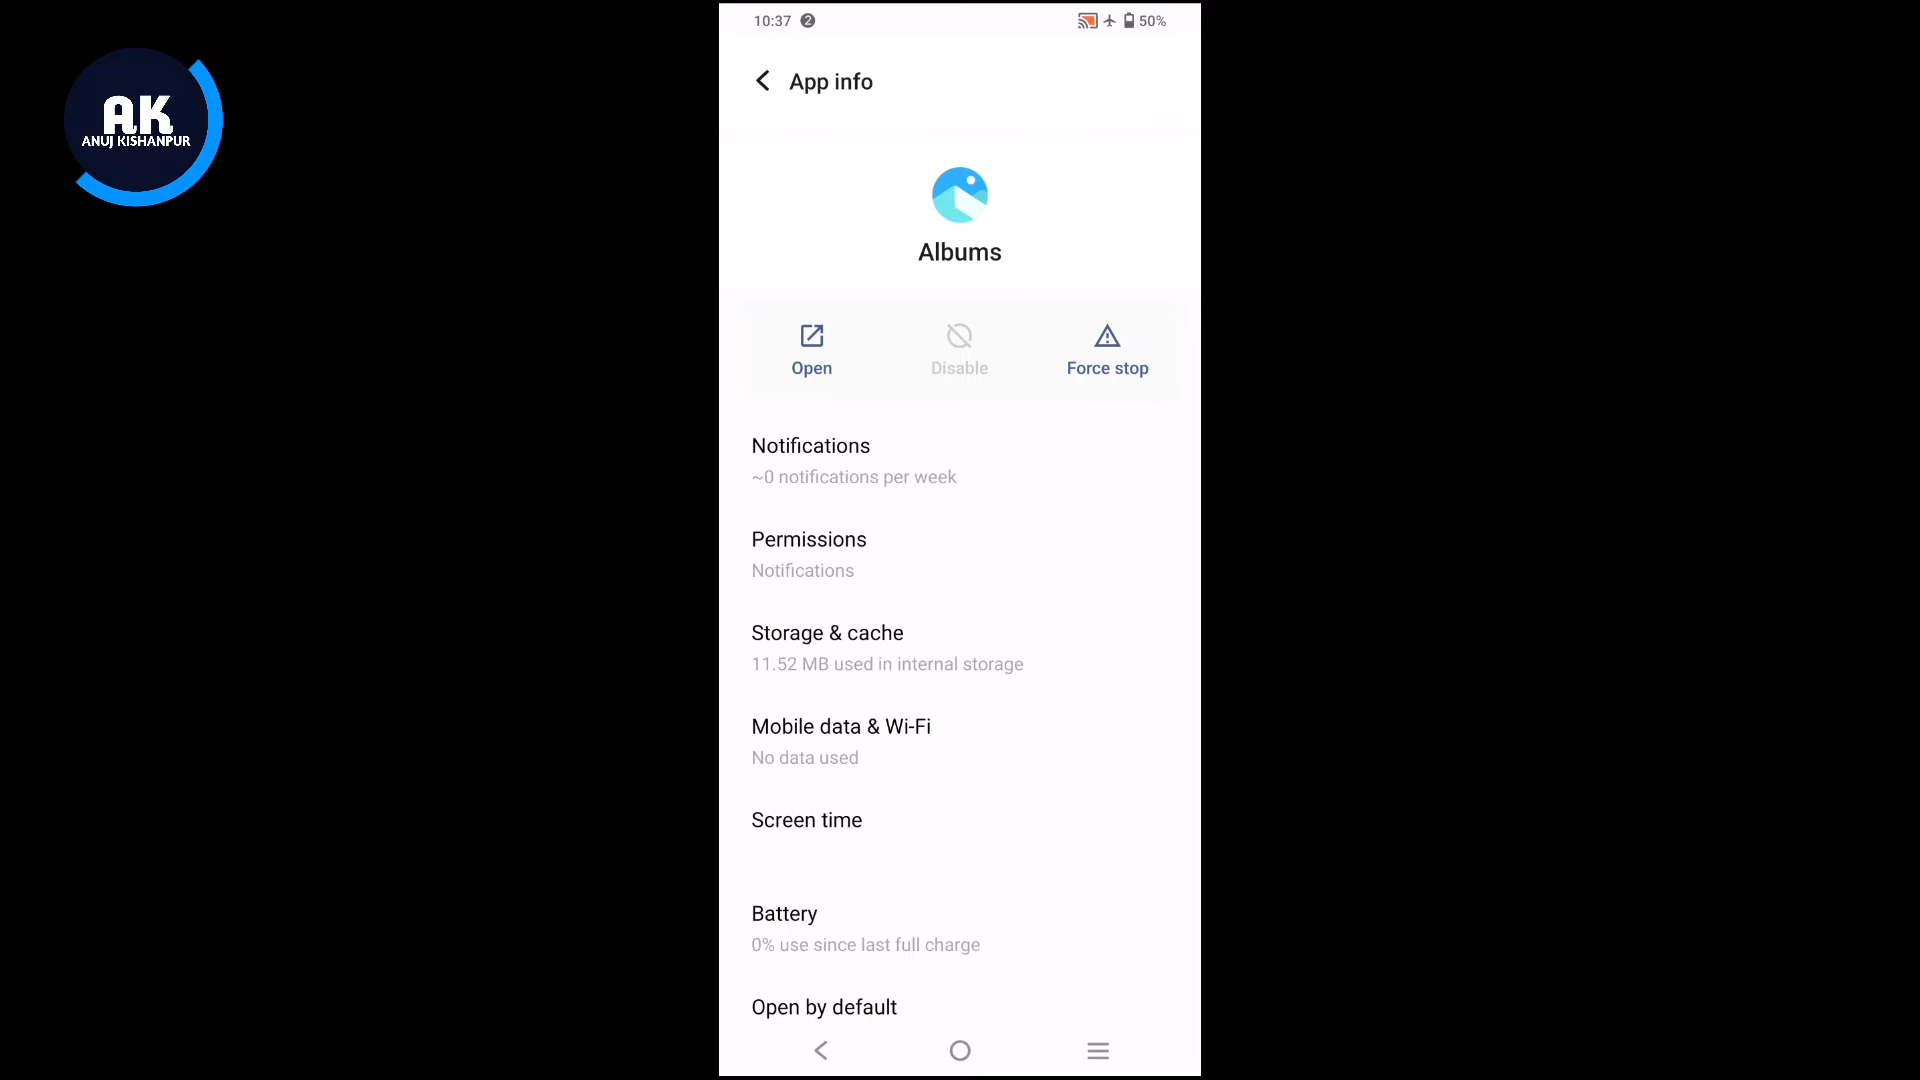 10:37 2
50%
AK
ANUJ KISHANPUR
App info
Albums
Open
Disable
Force stop
Notifications
~0 notifications per week
Permissions
Notifications
Storage & cache
11.52 MB used in internal storage
Mobile data & Wi-Fi
No data used
Screen time
Battery
0% use since last full charge
Open by default